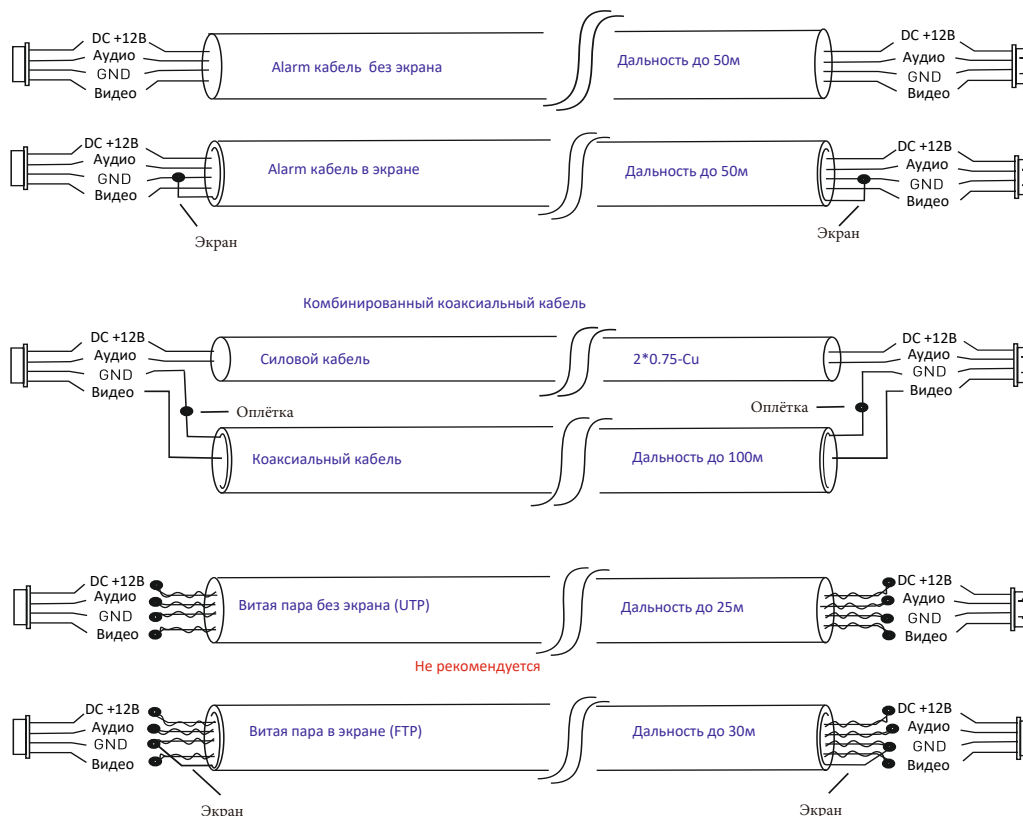 DC +12В
Аудио
GND
Видео
Alarm кабель без экрана
Дальность до 50м
DC +12В
Аудио
GND
Видео
DC +12В
Аудио
GND
Видео
Экран
Alarm кабель в экране
Дальность до 50м
DC +12В
Аудио
GND
Видео
Экран
Комбинированный коаксиальный кабель
DC +12В
Аудио
GND
Видео
Силовой кабель
2*0.75-Cu
DC +12В
Аудио
GND
Видео
Оплётка
Оплётка
Коаксиальный кабель
Дальность до 100м
DC +12В
Аудио
GND
Видео
Витая пара без экрана (UTP)
Дальность до 25м
DC +12В
Аудио
GND
Видео
Не рекомендуется
DC +12В
Аудио
GND
Видео
Экран
Витая пара в экране (FTP)
Дальность до 30м
DC +12В
Аудио
GND
Видео
Экран